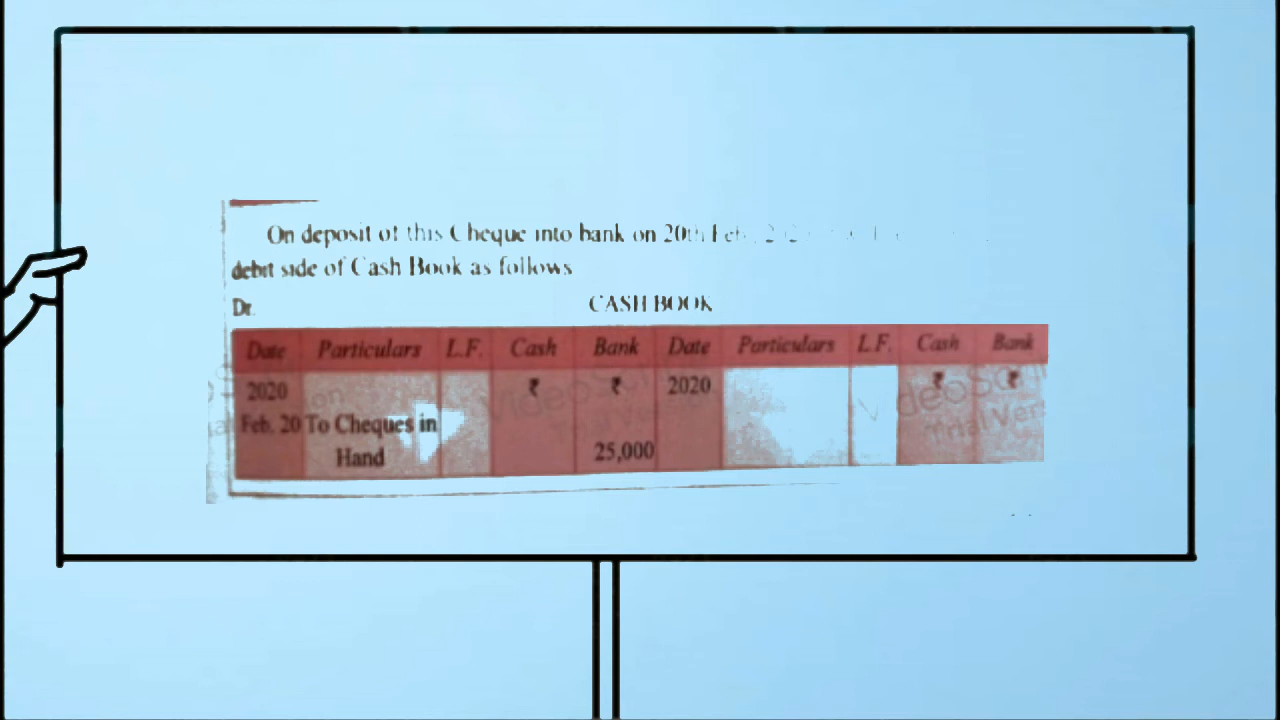 On deposit of this Cheque into bank on 20th Feb.,
debit side of Cash Book as follows
Dr. CASH BOOK
Date Particulars L.F. Cash Bank Date Particulars L.F. Cash Bank
2020 ₹ ₹ 2020 ₹ ₹
Feb. 20 To Cheques in
Hand 25,000